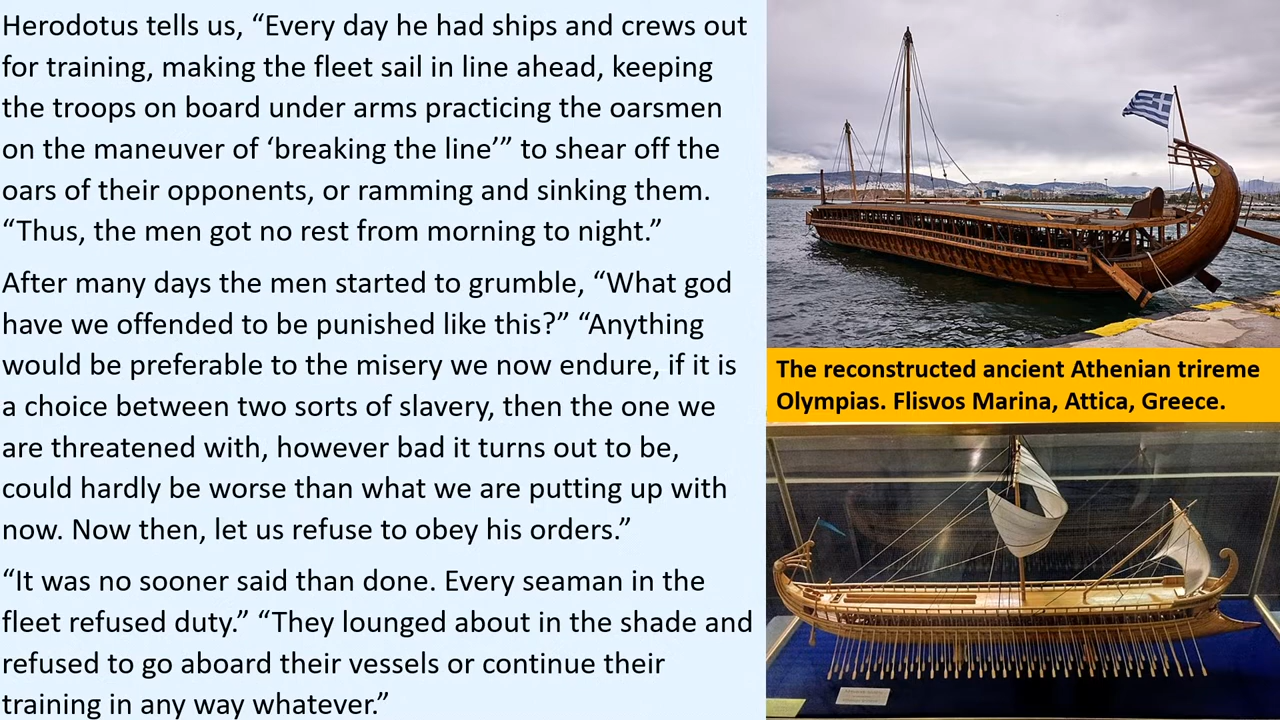 Herodotus tells us, “Every day he had ships and crews out
for training, making the fleet sail in line ahead, keeping
the troops on board under arms practicing the oarsmen
on the maneuver of ‘breaking the line’” to shear off the
oars of their opponents, or ramming and sinking them.
“Thus, the men got no rest from morning to night.”
After many days the men started to grumble, “What god
have we offended to be punished like this?” “Anything
would be preferable to the misery we now endure, if it is
a choice between two sorts of slavery, then the one we
are threatened with, however bad it turns out to be,
could hardly be worse than what we are putting up with
now. Now then, let us refuse to obey his orders.”
“It was no sooner said than done. Every seaman in the
fleet refused duty.” “They lounged about in the shade and
refused to go aboard their vessels or continue their
training in any way whatever.”
The reconstructed ancient Athenian trireme
Olympias. Flisvos Marina, Attica, Greece.